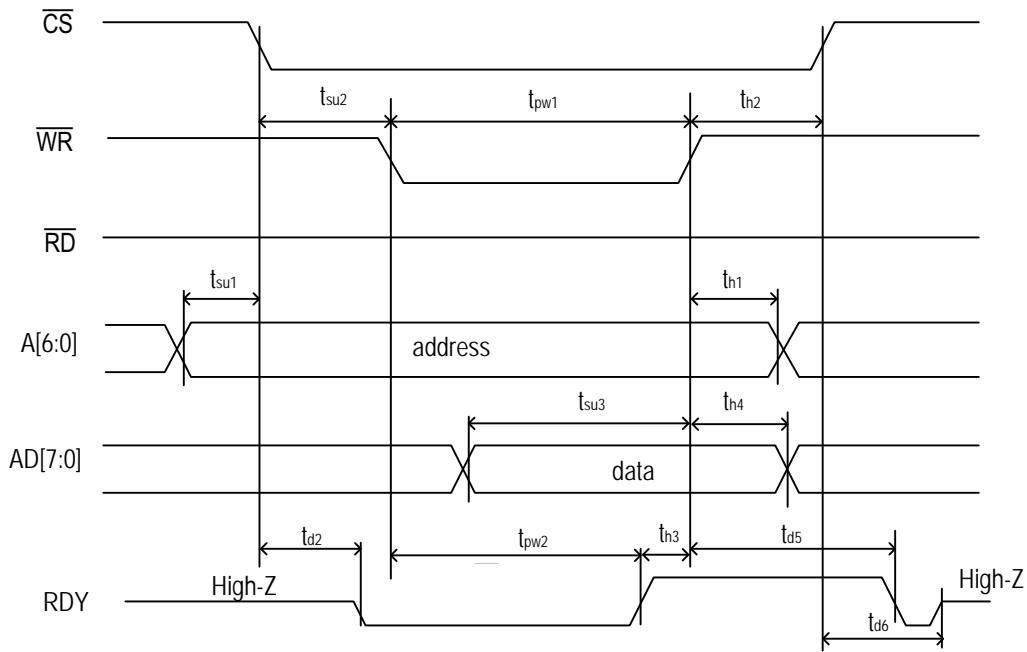 CS
tsu2 tpw1 th2
WR
RD
tsu1 th1
A[6:0] address
tsu3 th4
AD[7:0] data
td2 tpw2 th3 td5
RDY High-Z High-Z
td6